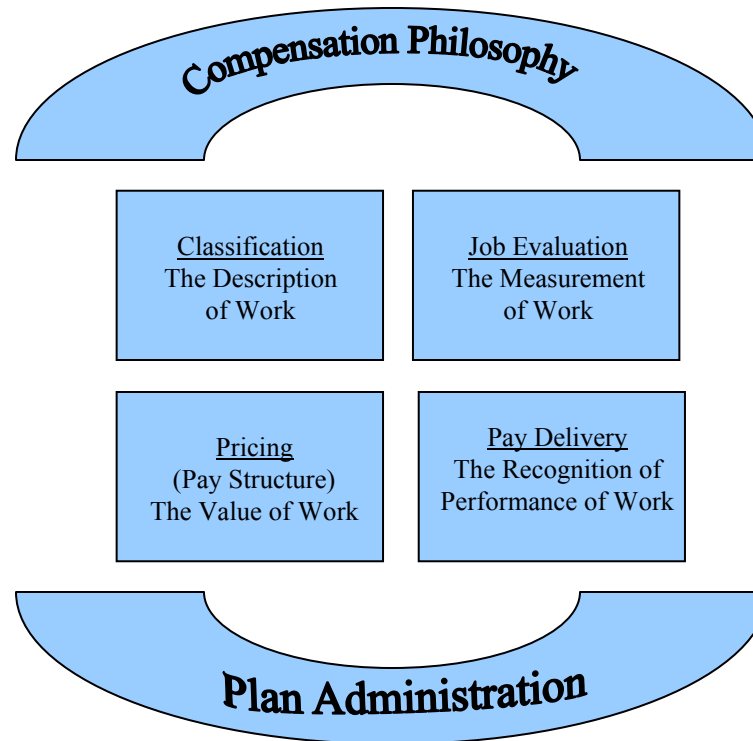 Compensation Philosophy
Classification
The Description
of Work
Job Evaluation
The Measurement
of Work
Pricing
(Pay Structure)
The Value of Work
Pay Delivery
The Recognition of
Performance of Work
Plan Administration